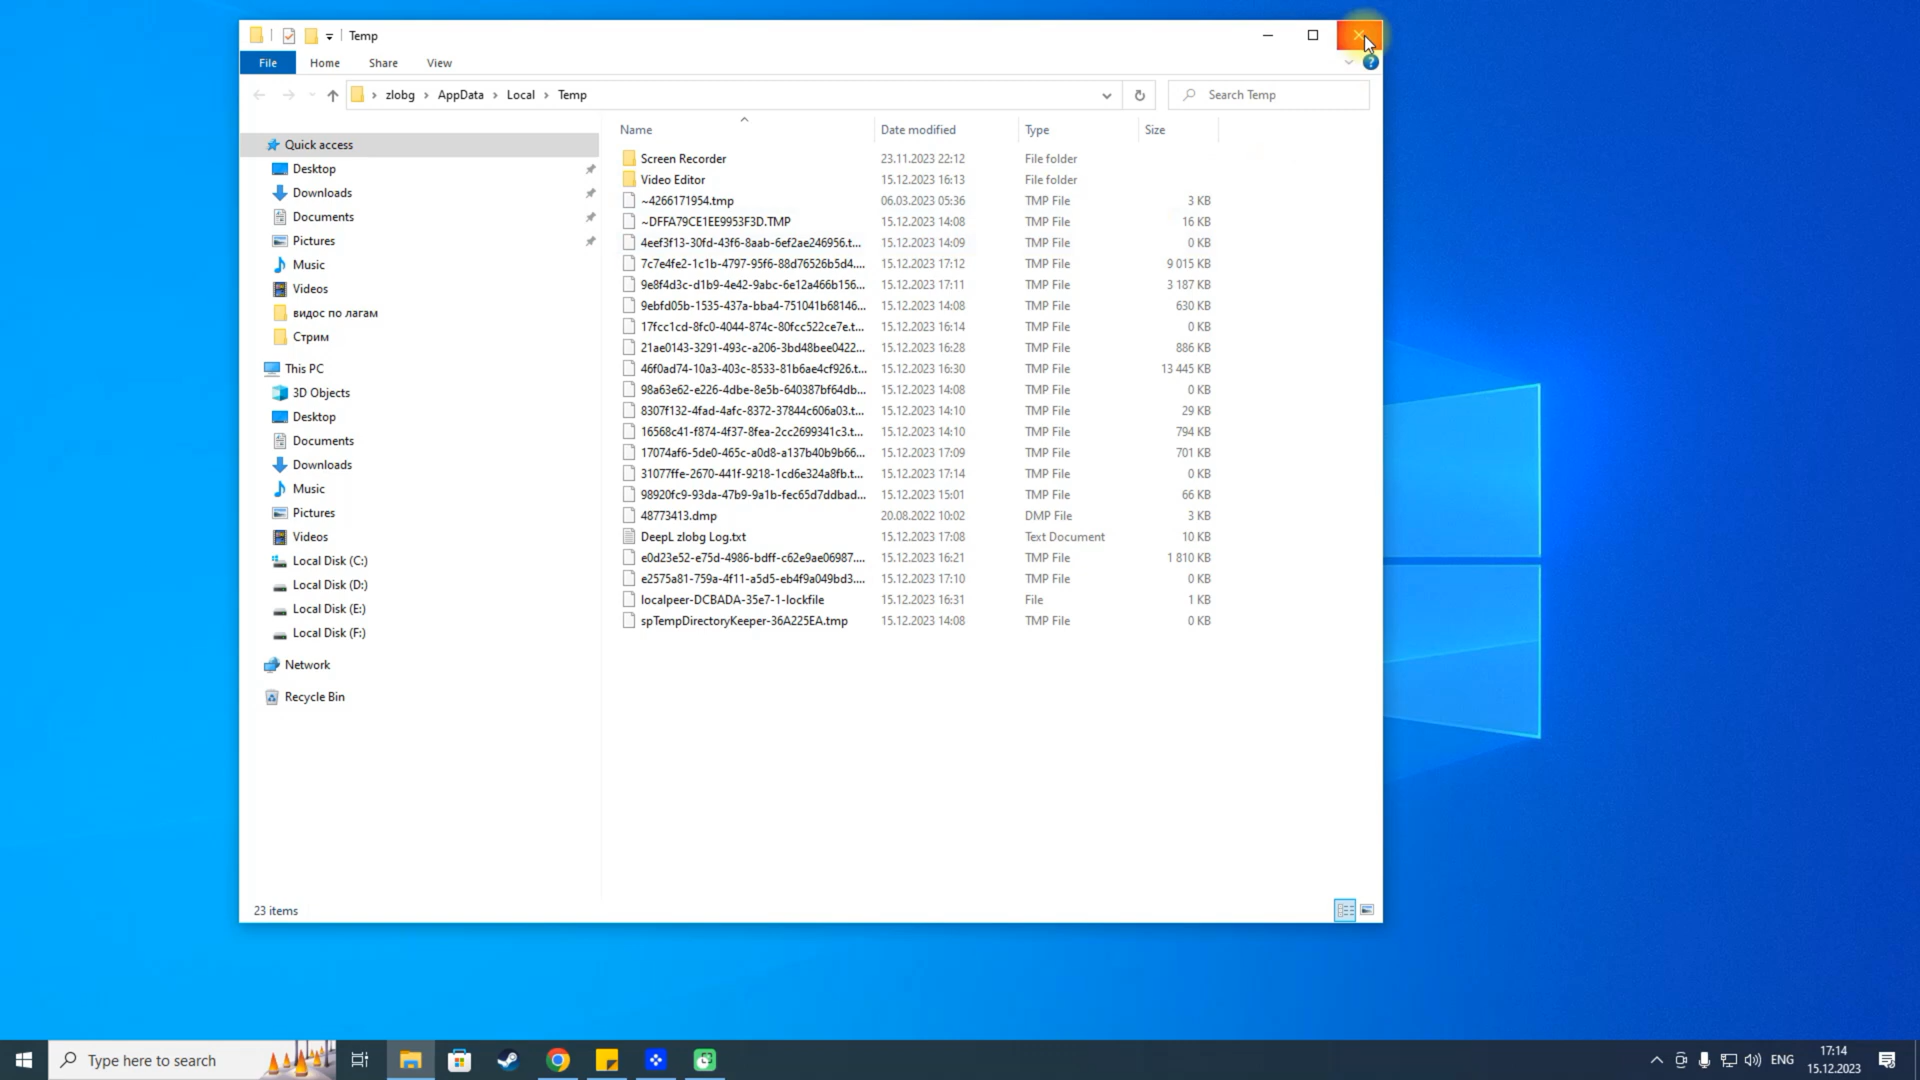 Temp
File Home Share View
zlobg › AppData › Local › Temp
Search Temp
Name Date modified Type Size
Quick access
Desktop
Downloads
Documents
Pictures
Music
Videos
видос по лагам
Стрим
This PC
3D Objects
Desktop
Documents
Downloads
Music
Pictures
Videos
Local Disk (C:)
Local Disk (D:)
Local Disk (E:)
Local Disk (F:)
Network
Recycle Bin
Screen Recorder 23.11.2023 22:12 File folder
Video Editor 15.12.2023 16:13 File folder
~4266171954.tmp 06.03.2023 05:36 TMP File 3 KB
~DFFA79CE1EE9953F3D.TMP 15.12.2023 14:08 TMP File 16 KB
4eef3f13-30fd-43f6-8aab-6ef2ae246956.t... 15.12.2023 14:09 TMP File 0 KB
7c7e4fe2-1c1b-4797-95f6-88d76526b5d4.... 15.12.2023 17:12 TMP File 9 015 KB
9e8f4d3c-d1b9-4e42-9abc-6e12a466b156... 15.12.2023 17:11 TMP File 3 187 KB
9ebfd05b-1535-437a-bba4-751041b68146... 15.12.2023 14:08 TMP File 630 KB
17fcc1cd-8fc0-4044-874c-80fcc522ce7e.t... 15.12.2023 16:14 TMP File 0 KB
21ae0143-3291-493c-a206-3bd48bee0422... 15.12.2023 16:28 TMP File 886 KB
46f0ad74-10a3-403c-8533-81b6ae4cf926.t... 15.12.2023 16:30 TMP File 13 445 KB
98a63e62-e226-4dbe-8e5b-640387bf64db... 15.12.2023 14:08 TMP File 0 KB
8307f132-4fad-4afc-8372-37844c606a03.t... 15.12.2023 14:10 TMP File 29 KB
16568c41-f874-4f37-8fea-2cc2699341c3.t... 15.12.2023 14:10 TMP File 794 KB
17074af6-5de0-465c-a0d8-a137b40b9b66... 15.12.2023 17:09 TMP File 701 KB
31077ffe-2670-441f-9218-1cd6e324a8fb.t... 15.12.2023 17:14 TMP File 0 KB
98920fc9-93da-47b9-9a1b-fec65d7ddbad... 15.12.2023 15:01 TMP File 66 KB
48773413.dmp 20.08.2022 10:02 DMP File 3 KB
DeepL zlobg Log.txt 15.12.2023 17:08 Text Document 10 KB
e0d23e52-e75d-4986-bdff-c62e9ae06987.... 15.12.2023 16:21 TMP File 1 810 KB
e2575a81-759a-4f11-a5d5-eb4f9a049bd3.... 15.12.2023 17:10 TMP File 0 KB
localpeer-DCBADA-35e7-1-lockfile 15.12.2023 16:31 File 1 KB
spTempDirectoryKeeper-36A225EA.tmp 15.12.2023 14:08 TMP File 0 KB
23 items
Type here to search
ENG
17:14
15.12.2023